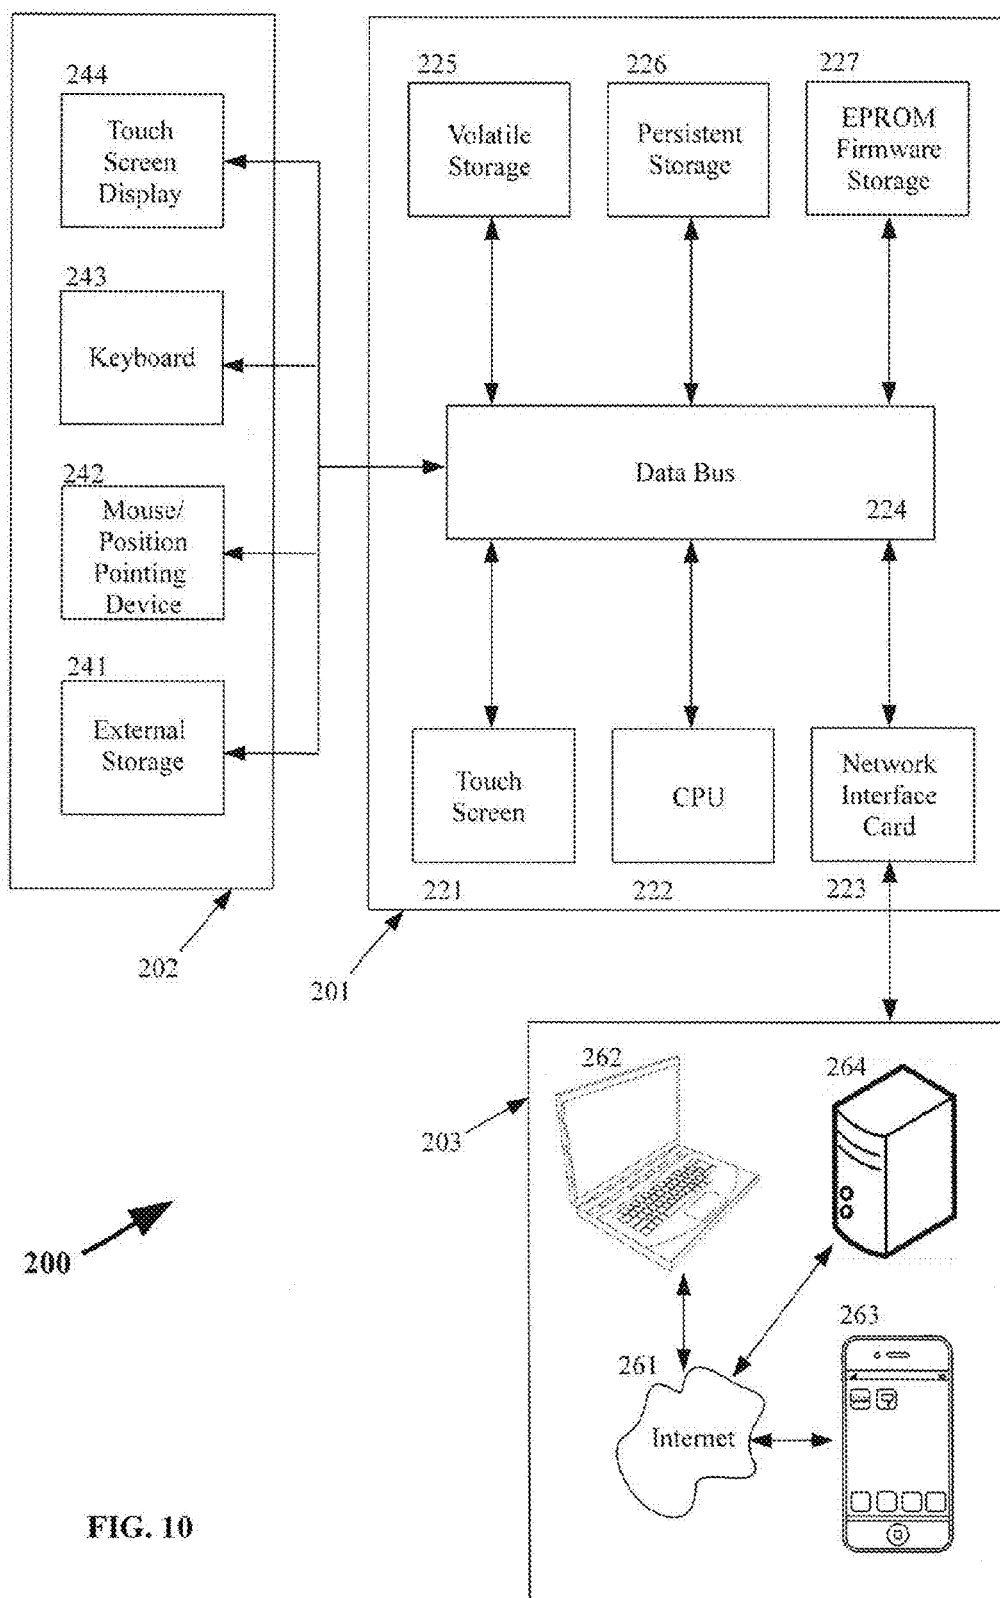 244
Touch
Screen
Display
243
Keyboard
242
Mouse/
Position
Pointing
Device
241
External
Storage
202
225
Volatile
Storage
226
Persistent
Storage
227
EPROM
Firmware
Storage
Data Bus
224
Touch
Screen
221
CPU
222
Network
Interface
Card
223
201
262
264
203
200
263
261
Internet
FIG. 10